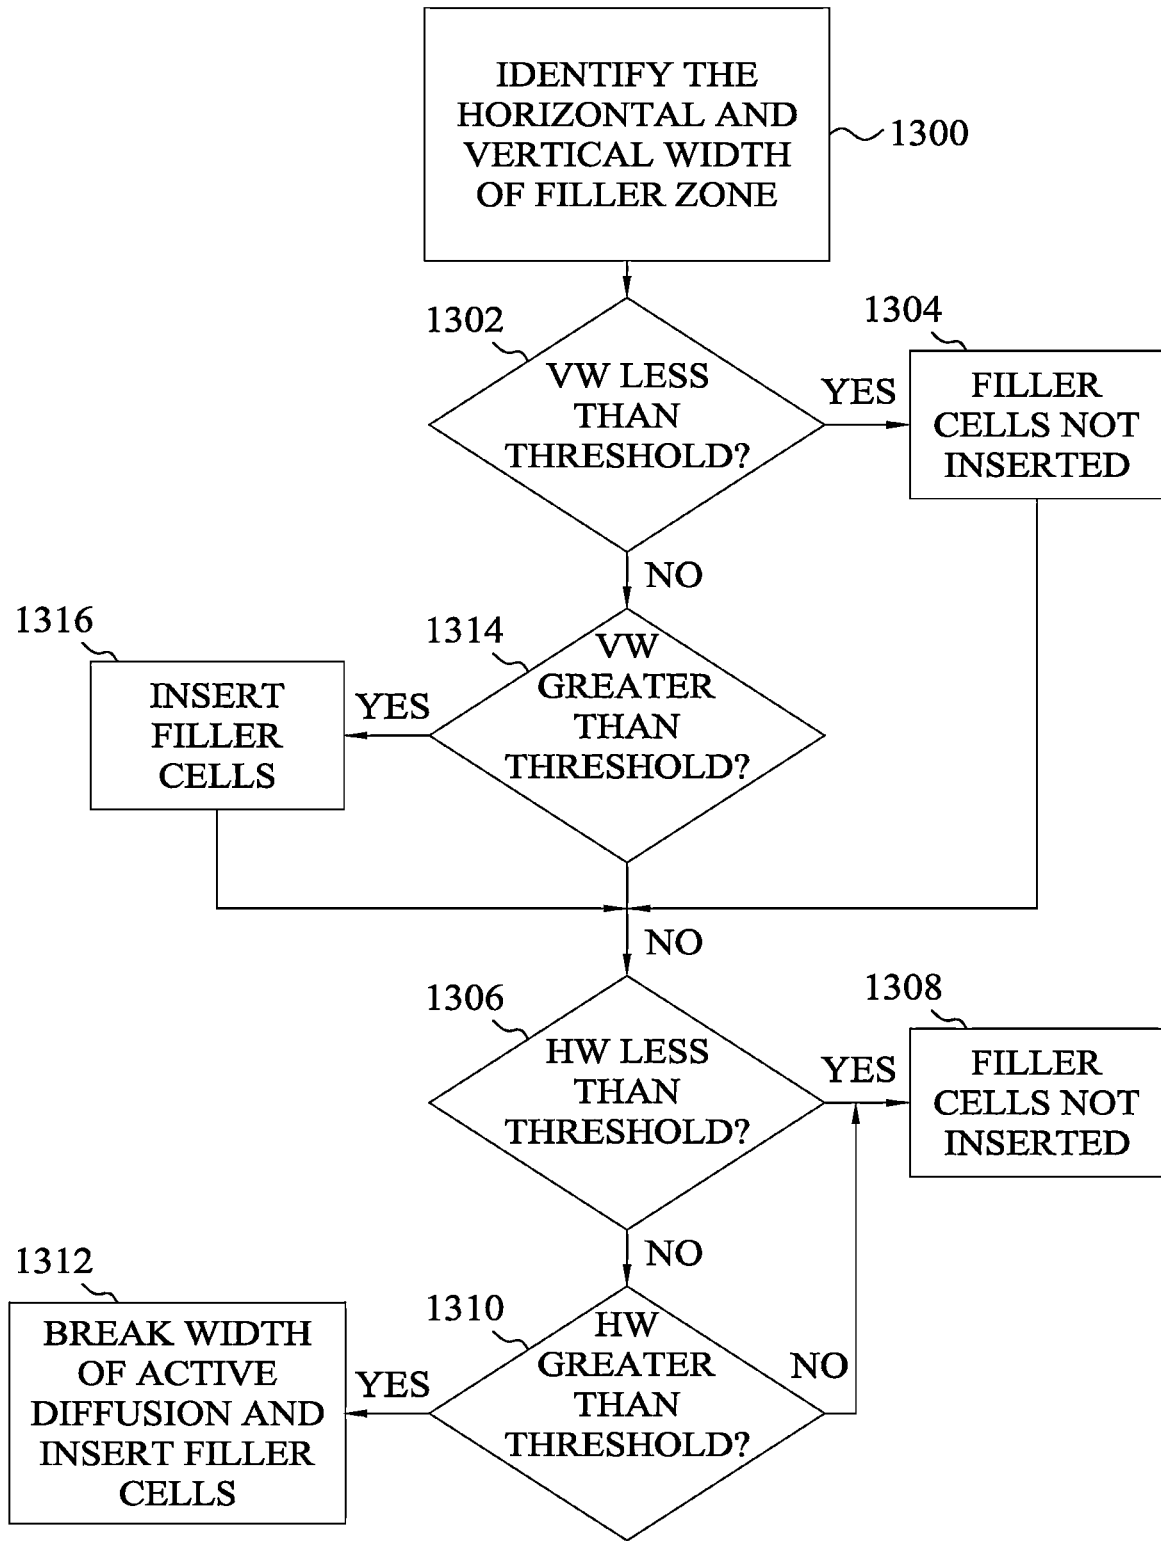 IDENTIFY THE
HORIZONTAL AND
VERTICAL WIDTH
OF FILLER ZONE
1300
1302
VW LESS
THAN
THRESHOLD?
YES
1304
FILLER
CELLS NOT
INSERTED
NO
1316
INSERT
FILLER
CELLS
YES
1314
VW
GREATER
THAN
THRESHOLD?
NO
1306
HW LESS
THAN
THRESHOLD?
YES
1308
FILLER
CELLS NOT
INSERTED
NO
1312
BREAK WIDTH
OF ACTIVE
DIFFUSION AND
INSERT FILLER
CELLS
YES
1310
HW
GREATER
THAN
THRESHOLD?
NO